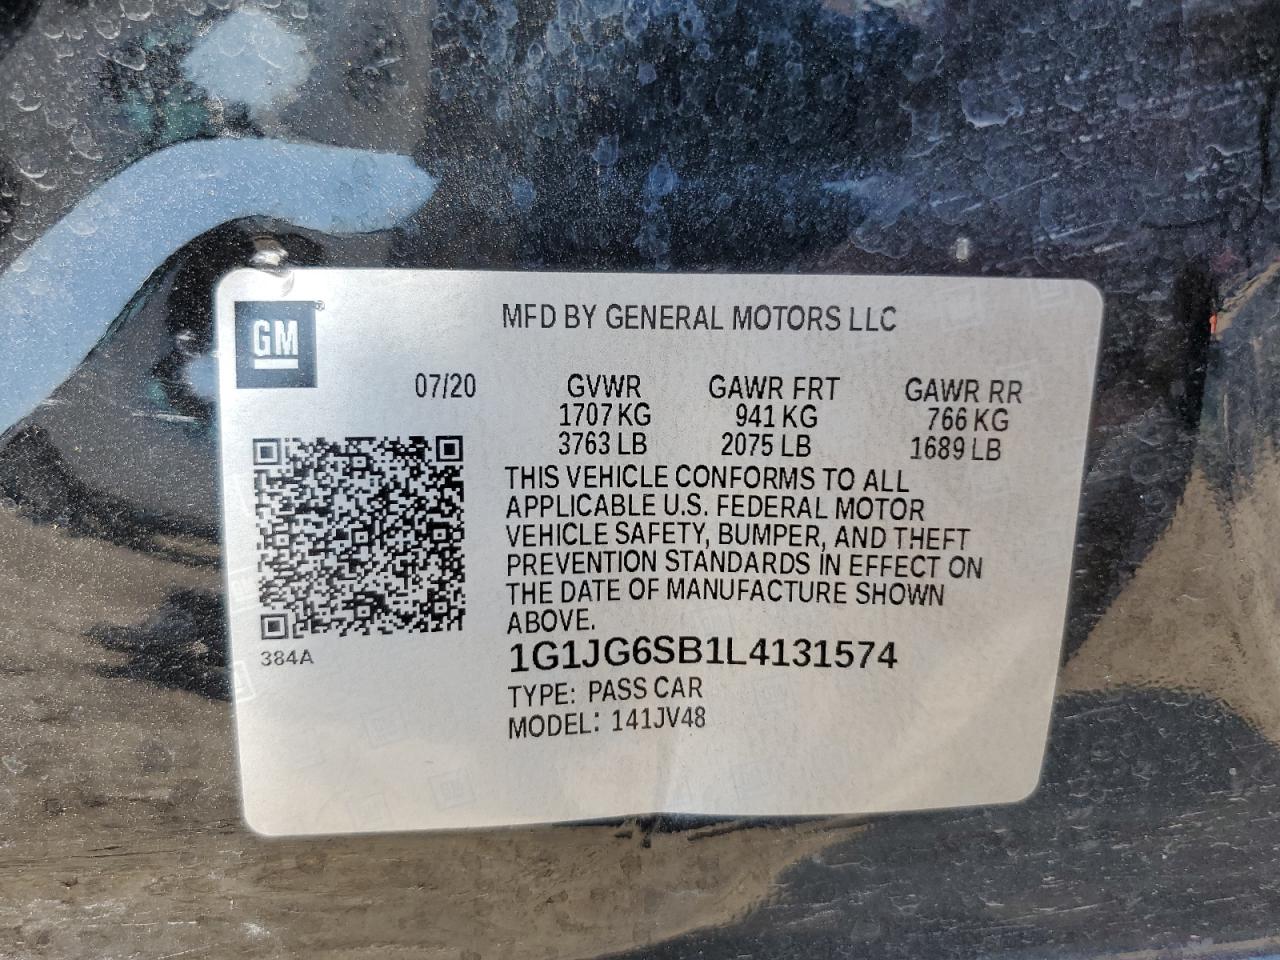 MFD BY GENERAL MOTORS LLC
GM®
07/20 GVWR GAWR FRT GAWR RR
1707 KG 941 KG 766 KG
3763 LB 2075 LB 1689 LB
THIS VEHICLE CONFORMS TO ALL
APPLICABLE U.S. FEDERAL MOTOR
VEHICLE SAFETY, BUMPER, AND THEFT
PREVENTION STANDARDS IN EFFECT ON
THE DATE OF MANUFACTURE SHOWN
ABOVE.
384A
1G1JG6SB1L4131574
TYPE: PASS CAR
MODEL: 141JV48